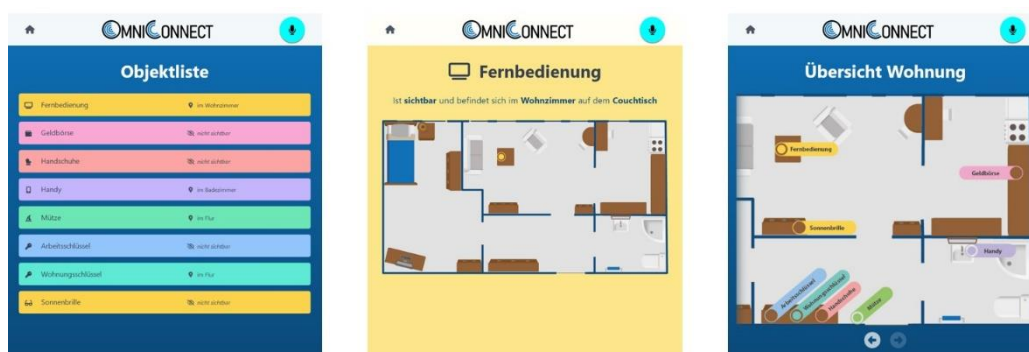 OMNICONNECT
Objektliste
Fernbedienung im Wohnzimmer
Geldbörse nicht sichtbar
Handschuhe nicht sichtbar
Handy im Badezimmer
Mütze im Flur
Arbeitsschlüssel nicht sichtbar
Wohnungsschlüssel im Flur
Sonnenbrille nicht sichtbar
OMNICONNECT
Fernbedienung
Ist sichtbar und befindet sich im Wohnzimmer auf dem Couchtisch
OMNICONNECT
Übersicht Wohnung
Fernbedienung
Geldbörse
Sonnenbrille
Handy
Arbeitsschlüssel
Wohnungsschlüssel
Handschuhe
Mütze